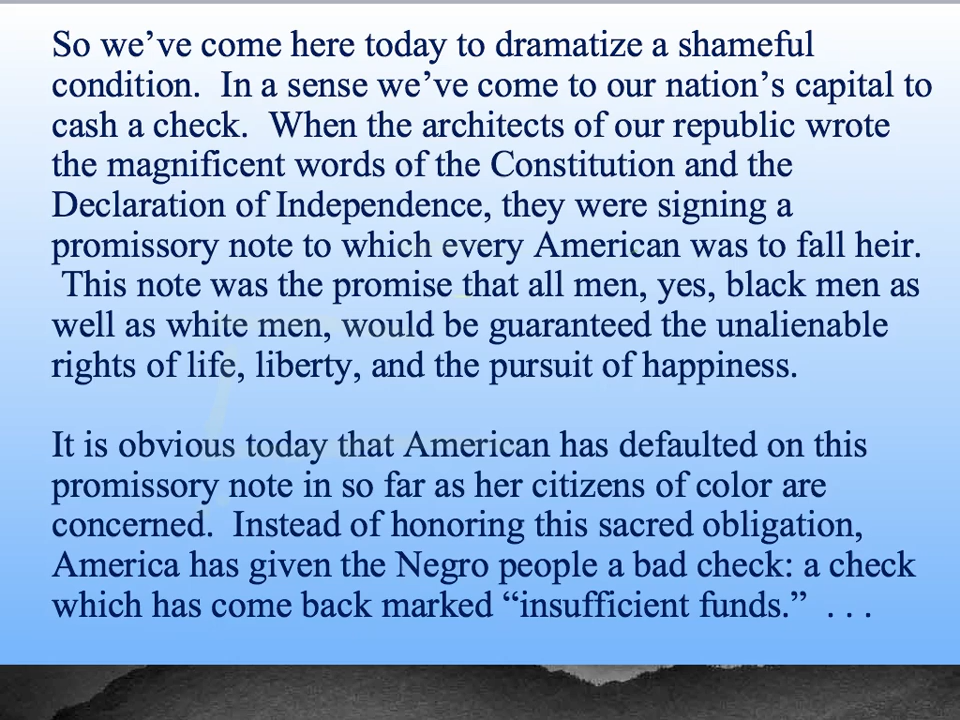 So we’ve come here today to dramatize a shameful
condition.  In a sense we’ve come to our nation’s capital to
cash a check.  When the architects of our republic wrote
the magnificent words of the Constitution and the
Declaration of Independence, they were signing a
promissory note to which every American was to fall heir.
This note was the promise that all men, yes, black men as
well as white men, would be guaranteed the unalienable
rights of life, liberty, and the pursuit of happiness.
It is obvious today that American has defaulted on this
promissory note in so far as her citizens of color are
concerned.  Instead of honoring this sacred obligation,
America has given the Negro people a bad check: a check
which has come back marked “insufficient funds.”  . . .